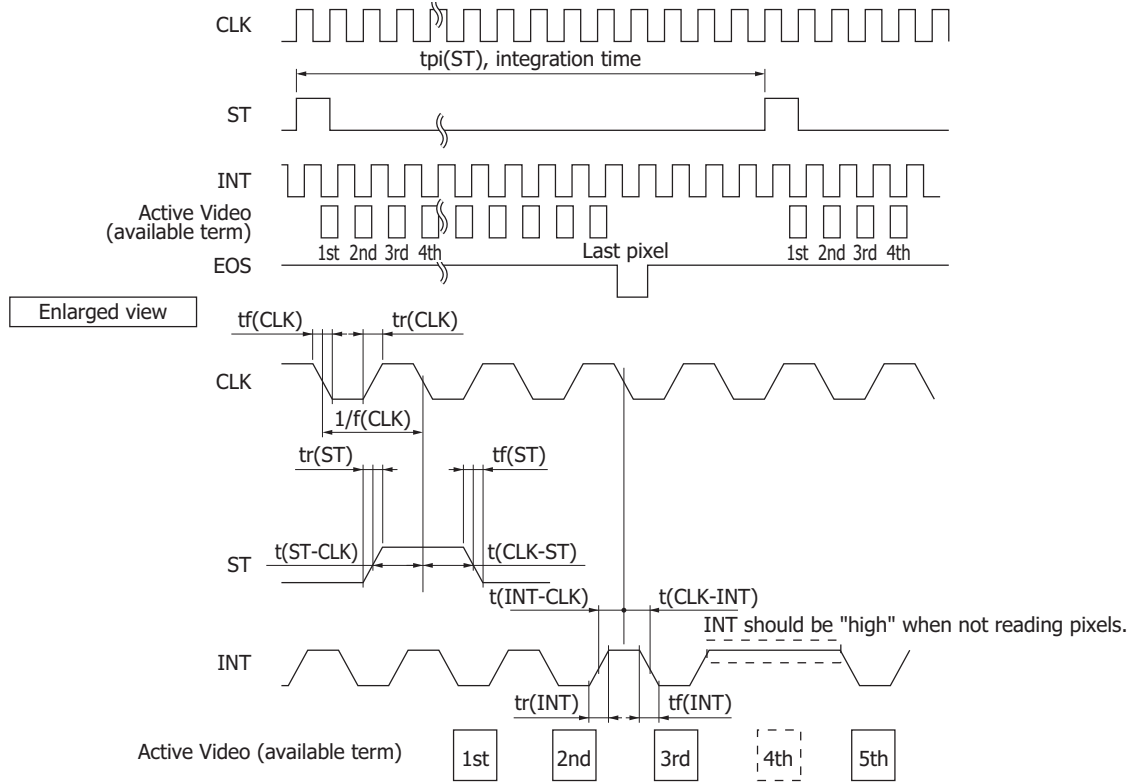 CLK
tpi(ST), integration time
ST
INT
Active Video
(available term)
1st 2nd 3rd 4th
Last pixel
1st 2nd 3rd 4th
EOS
Enlarged view
tf(CLK)
tr(CLK)
CLK
1/f(CLK)
tr(ST)
tf(ST)
t(ST-CLK)
t(CLK-ST)
ST
t(INT-CLK)
t(CLK-INT)
INT should be "high" when not reading pixels.
INT
tr(INT)
tf(INT)
Active Video (available term)
1st
2nd
3rd
4th
5th